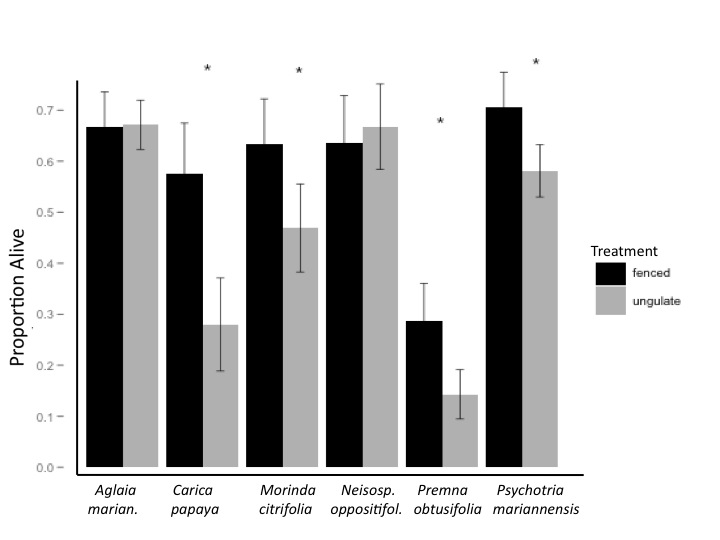 *
*
*
*
0.7
0.6
0.5
0.4
0.3
0.2
0.1
0.0
Proportion Alive
Treatment
fenced
ungulate
Aglaia marian.
Carica papaya
Morinda citrifolia
Neisosp. oppositifol.
Premna obtusifolia
Psychotria mariannensis